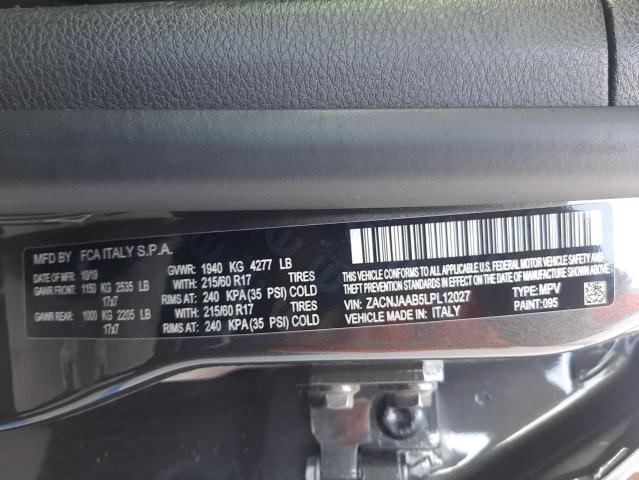 MFD BY FCA ITALY S.P.A.
DATE OF MFD: 10/19 GVWR: 1940 KG 4277 LB
GAWR FRONT: 1150 KG 2535 LB WITH: 215/60 R17 TIRES
17x7 RIMS AT: 240 KPA (35 PSI) COLD
GAWR REAR: 1000 KG 2205 LB WITH: 215/60 R17 TIRES
17x7 RIMS AT: 240 KPA (35 PSI) COLD
THIS VEHICLE CONFORMS TO ALL APPLICABLE
U.S.A. FEDERAL MOTOR VEHICLE SAFETY, BUMPER, AND
THEFT PREVENTION STANDARDS IN EFFECT ON THE DATE
OF MANUFACTURE SHOWN ABOVE
VIN: ZACNJAAB5LPL12027 TYPE: MPV
VEHICLE MADE IN: ITALY PAINT: 095